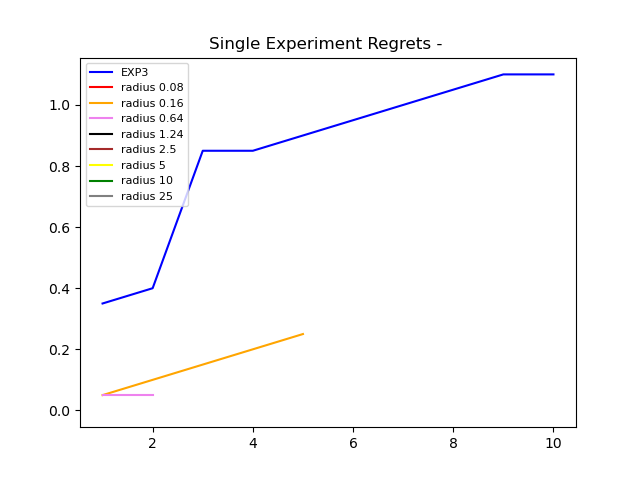 Single Experiment Regrets -
EXP3
radius 0.08
radius 0.16
radius 0.64
radius 1.24
radius 2.5
radius 5
radius 10
radius 25
1.0
0.8
0.6
0.4
0.2
0.0
2 4 6 8 10